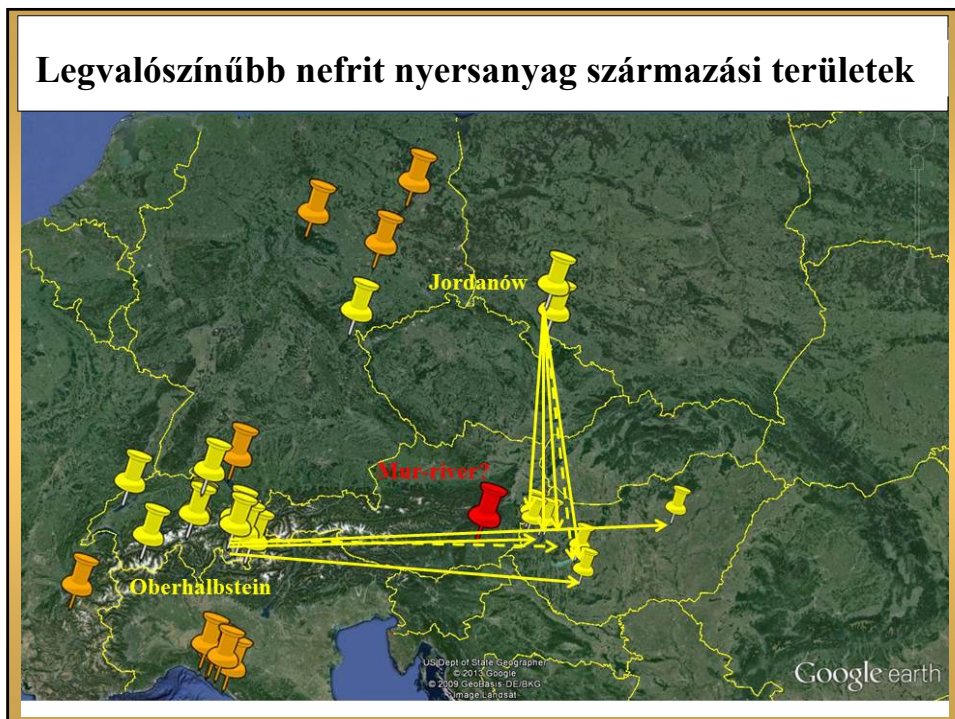 Legvalószínűbb nefrit nyersanyag származási területek
Jordanów
Mur-river?
Oberhalbstein
US Dept of State Geographer
© 2013 Google
© 2009 GeoBasis-DE/BKG
Image Landsat
Google earth